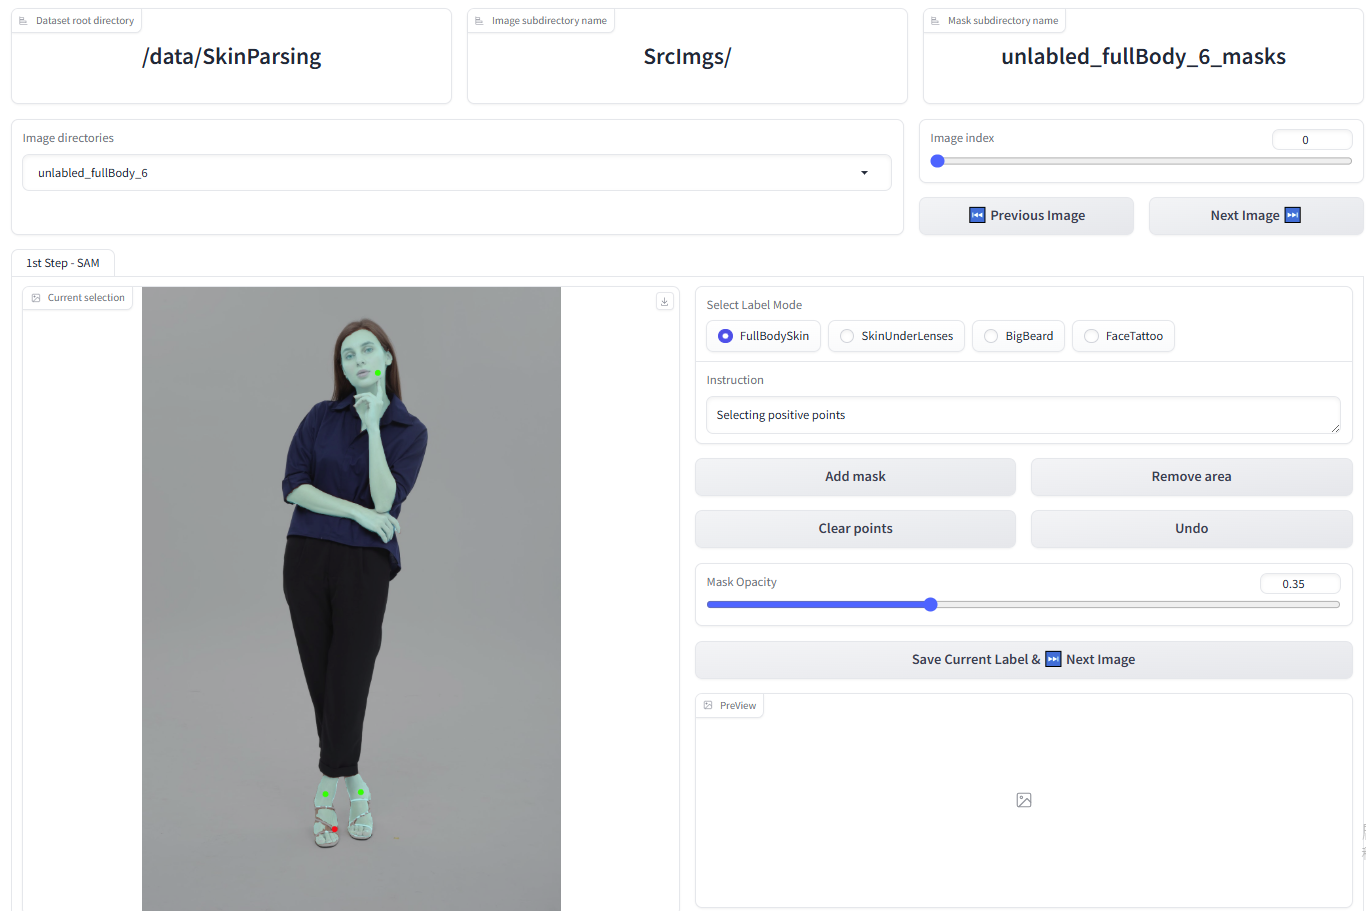 Dataset root directory
/data/SkinParsing
Image subdirectory name
SrcImgs/
Mask subdirectory name
unlabled_fullBody_6_masks
Image directories
unlabled_fullBody_6
Image index
0
Previous Image
Next Image
1st Step - SAM
Current selection
Select Label Mode
FullBodySkin
SkinUnderLenses
BigBeard
FaceTattoo
Instruction
Selecting positive points
Add mask
Remove area
Clear points
Undo
Mask Opacity
0.35
Save Current Label & Next Image
PreView